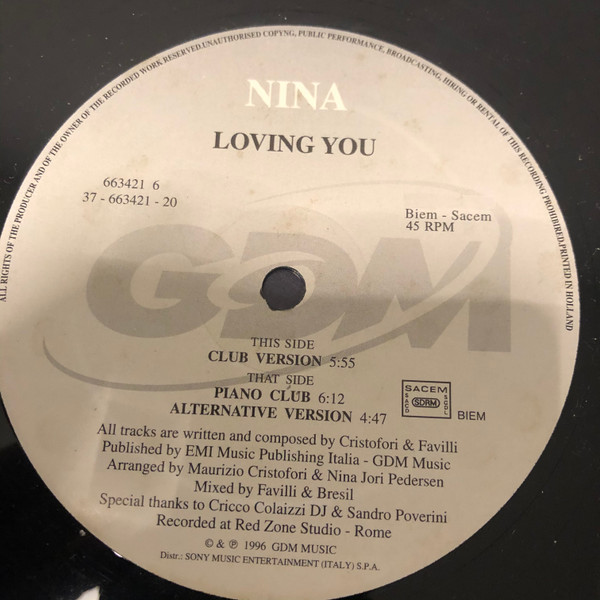 ALL RIGHTS OF THE PRODUCER AND OF THE OWNER OF THE RECORDED WORK RESERVED.UNAUTHORISED COPYNG, PUBLIC PERFORMANCE, BROADCASTING, HIRING OR RENTAL OF THIS RECORDING PROHIBITED.PRINTED IN HOLLAND
NINA
LOVING YOU
663421 6
37 - 663421 - 20
Biem - Sacem
45 RPM
GDM
THIS SIDE
CLUB VERSION 5:55
THAT SIDE
PIANO CLUB 6:12
ALTERNATIVE VERSION 4:47
SACEM
SACD SDRM SGDL
BIEM
All tracks are written and composed by Cristofori & Favilli
Published by EMI Music Publishing Italia - GDM Music
Arranged by Maurizio Cristofori & Nina Jori Pedersen
Mixed by Favilli & Bresil
Special thanks to Cricco Colaizzi DJ & Sandro Poverini
Recorded at Red Zone Studio - Rome
© & ℗ 1996 GDM MUSIC
Distr.: SONY MUSIC ENTERTAINMENT (ITALY) S.P.A.